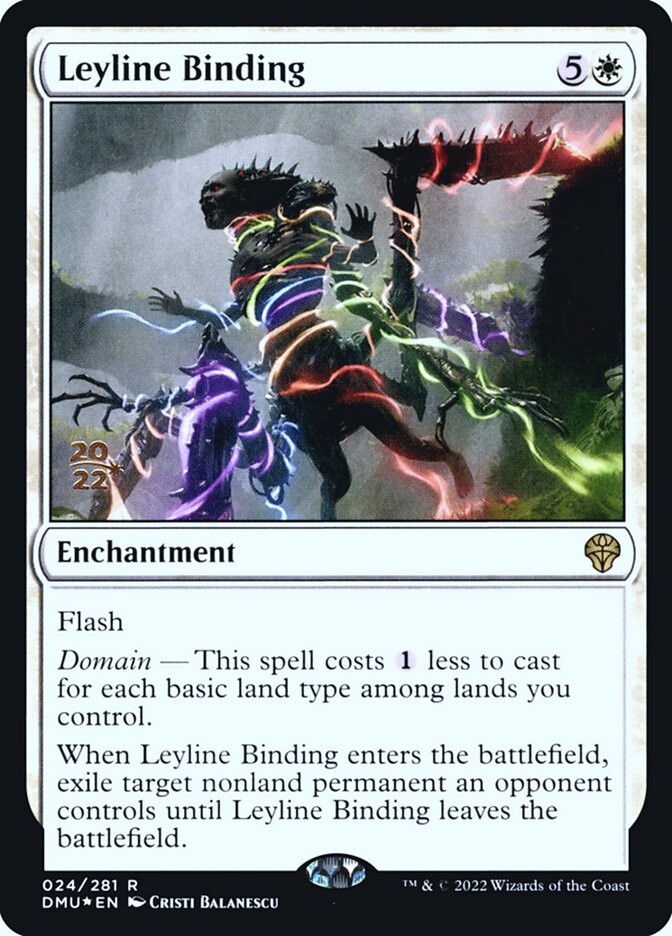 Leyline Binding 5
20
22
Enchantment
Flash
Domain — This spell costs 1 less to cast
for each basic land type among lands you
control.
When Leyline Binding enters the battlefield,
exile target nonland permanent an opponent
controls until Leyline Binding leaves the
battlefield.
024/281 R
DMU★EN Cristi Balanescu
™ & © 2022 Wizards of the Coast